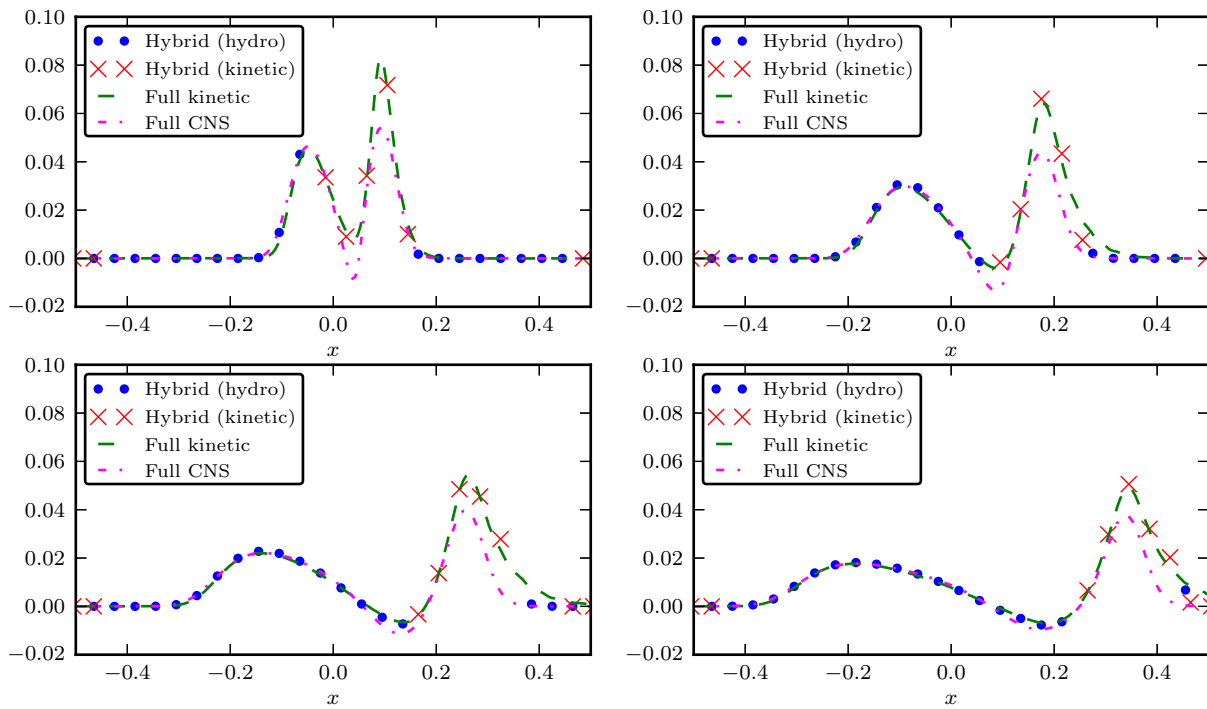 0.10
0.08
0.06
0.04
0.02
0.00
−0.02
−0.4 −0.2 0.0 0.2 0.4
x
Hybrid (hydro)
Hybrid (kinetic)
Full kinetic
Full CNS
0.10
0.08
0.06
0.04
0.02
0.00
−0.02
−0.4 −0.2 0.0 0.2 0.4
x
Hybrid (hydro)
Hybrid (kinetic)
Full kinetic
Full CNS
0.10
0.08
0.06
0.04
0.02
0.00
−0.02
−0.4 −0.2 0.0 0.2 0.4
x
Hybrid (hydro)
Hybrid (kinetic)
Full kinetic
Full CNS
0.10
0.08
0.06
0.04
0.02
0.00
−0.02
−0.4 −0.2 0.0 0.2 0.4
x
Hybrid (hydro)
Hybrid (kinetic)
Full kinetic
Full CNS